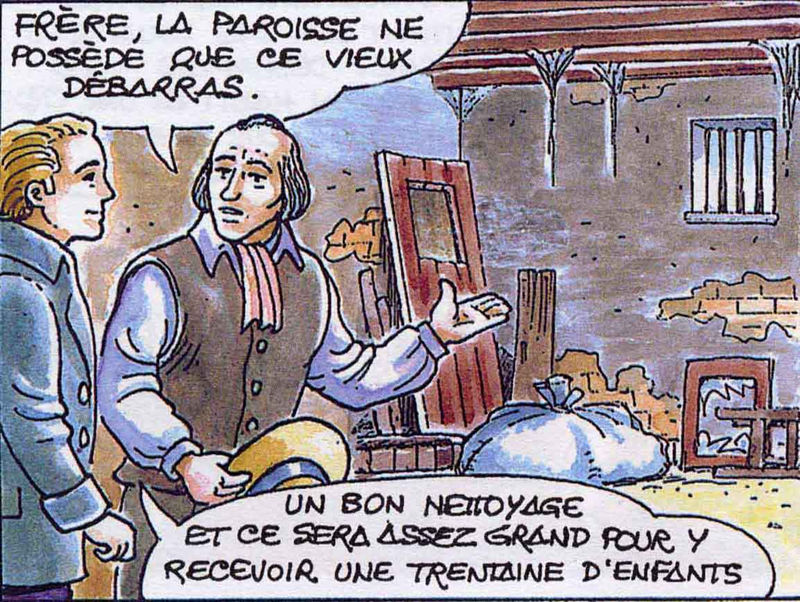 FRÈRE, LA PAROISSE NE
POSSÈDE QUE CE VIEUX
DÉBARRAS.
UN BON NETTOYAGE
ET CE SERA ASSEZ GRAND POUR Y
RECEVOIR UNE TRENTAINE D'ENFANTS